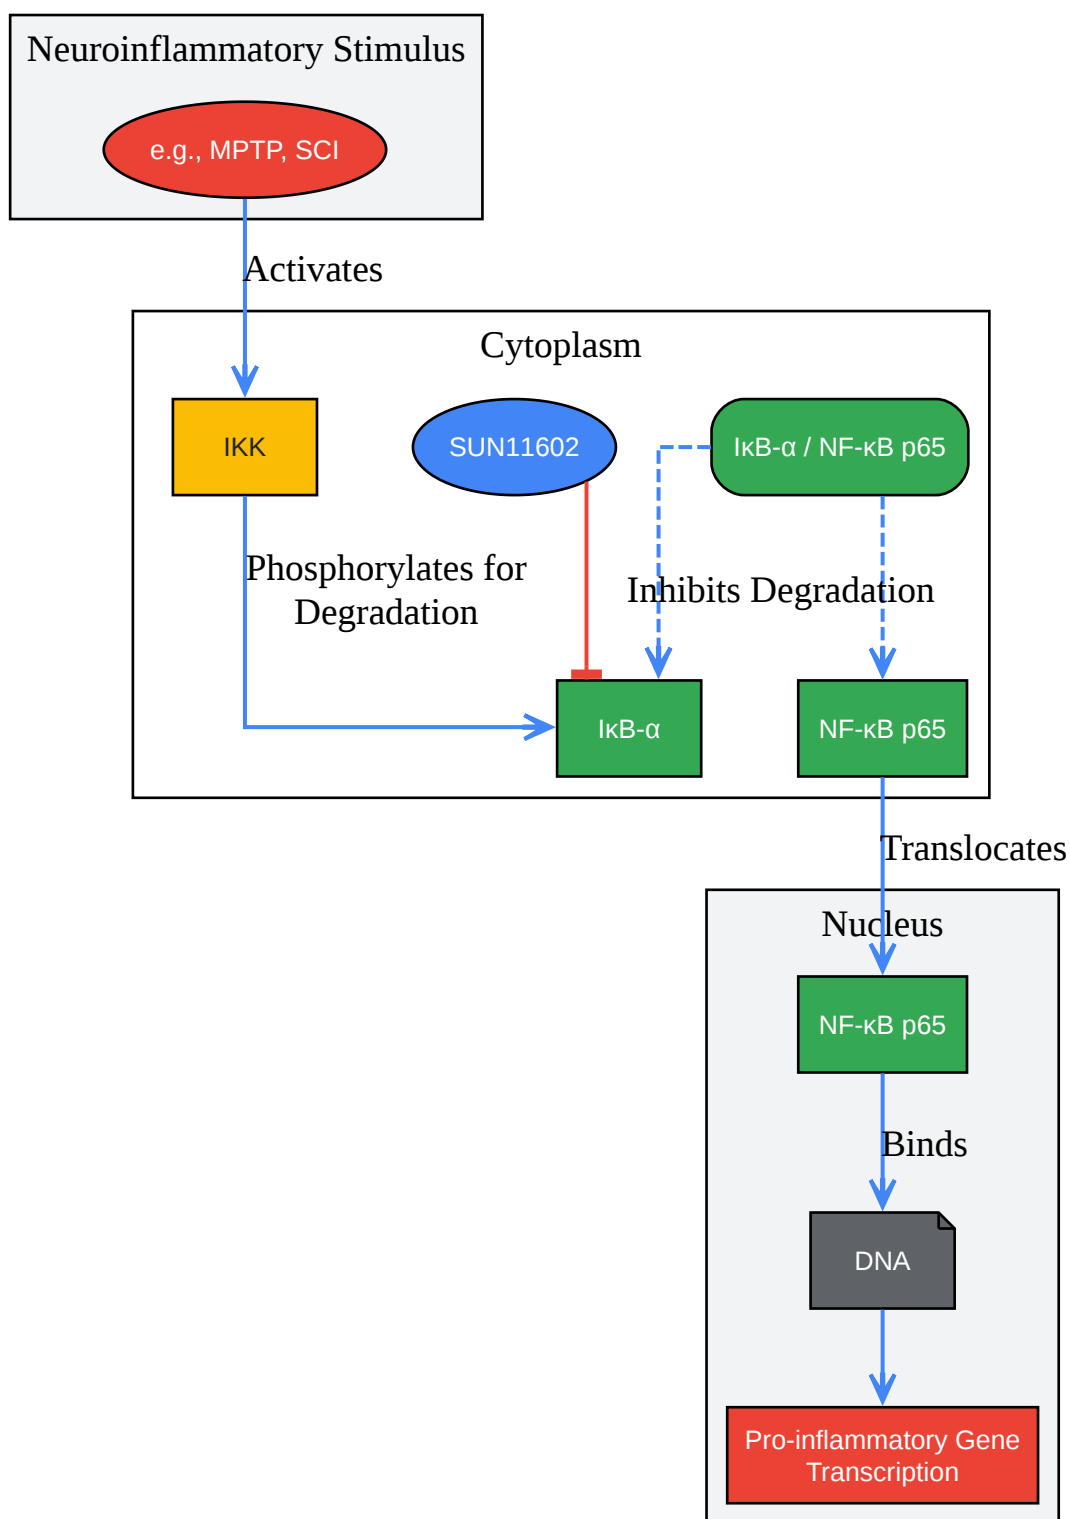 Neuroinflammatory Stimulus
e.g., MPTP, SCI
Activates
Cytoplasm
IKK
SUN11602
IκB-α / NF-κB p65
Phosphorylates for
Degradation
Inhibits Degradation
IκB-α
NF-κB p65
Translocates
Nucleus
NF-κB p65
Binds
DNA
Pro-inflammatory Gene
Transcription